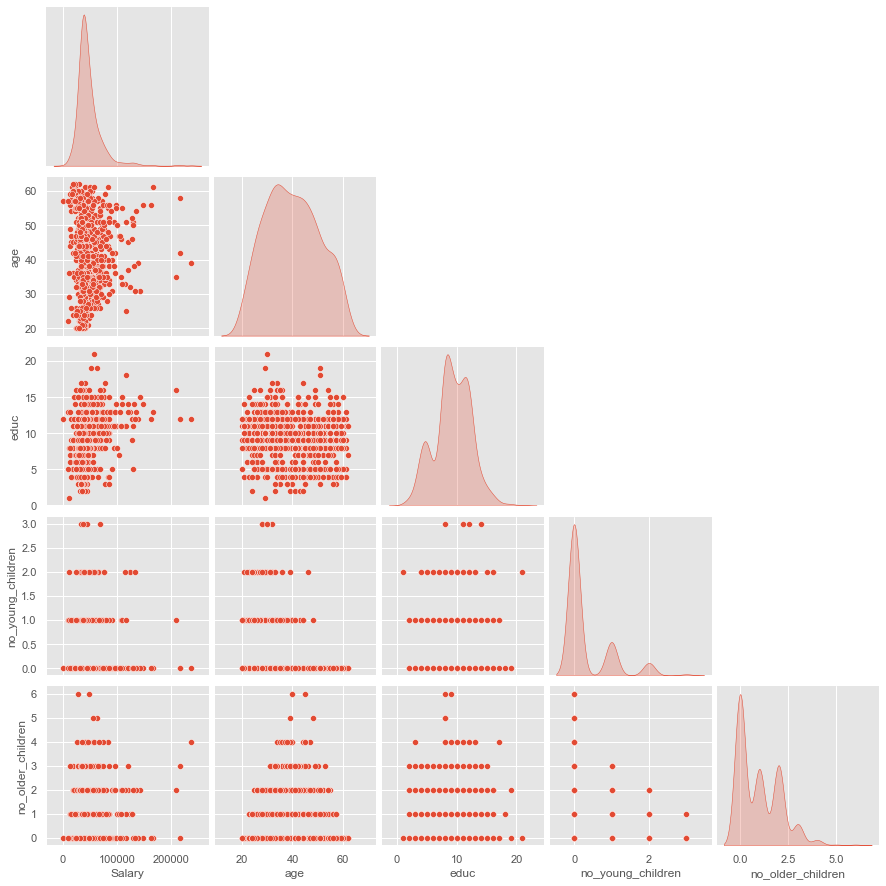 60
50
40
30
20
age
20
15
10
5
0
educ
3.0
2.5
2.0
1.5
1.0
0.5
0.0
no_young_children
6
5
4
3
2
1
0
no_older_children
0 100000 200000
20 40 60
0 10 20
0 2
0.0 2.5 5.0
Salary age educ no_young_children no_older_children